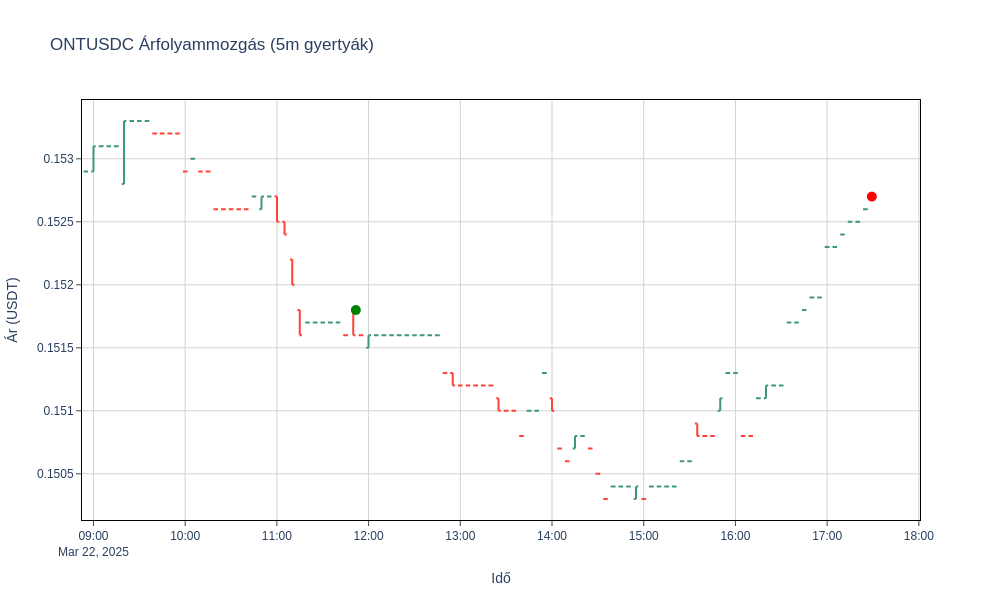 ONTUSDC Árfolyammozgás (5m gyertyák)
Ár (USDT)
0.153
0.1525
0.152
0.1515
0.151
0.1505
09:00 10:00 11:00 12:00 13:00 14:00 15:00 16:00 17:00 18:00
Mar 22, 2025
Idő